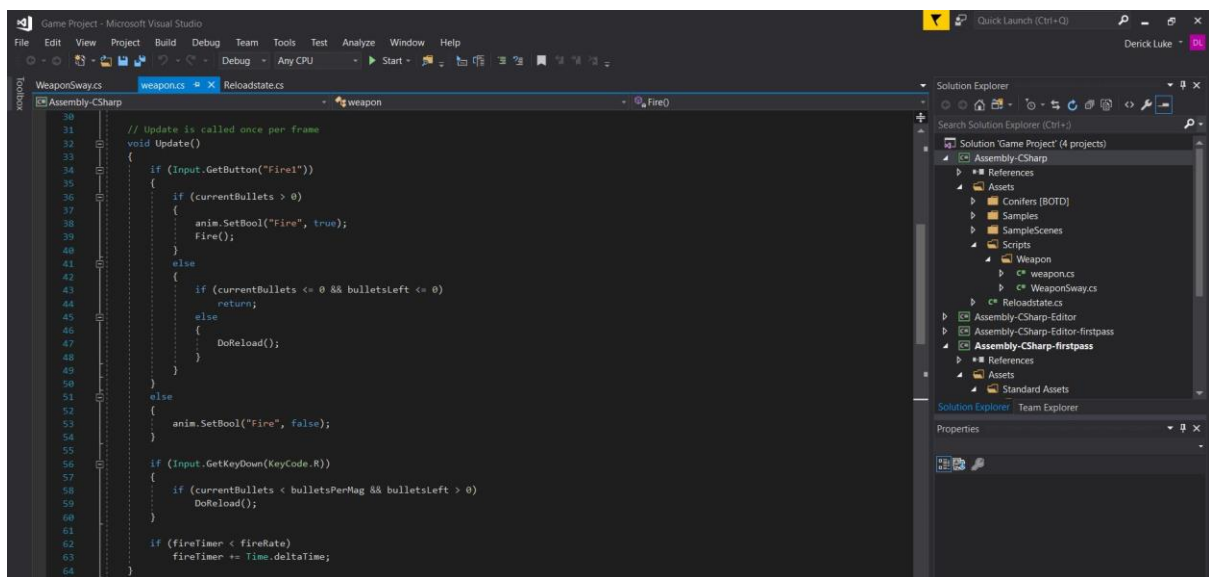 Game Project - Microsoft Visual Studio
Quick Launch (Ctrl+Q)
File Edit View Project Build Debug Team Tools Test Analyze Window Help
Derick Luke DL
Debug Any CPU Start
Toolbox
WeaponSway.cs weapon.cs Reloadstate.cs
Assembly-CSharp weapon Fire()
30
31 // Update is called once per frame
32 void Update()
33 {
34 if (Input.GetButton("Fire1"))
35 {
36 if (currentBullets > 0)
37 {
38 anim.SetBool("Fire", true);
39 Fire();
40 }
41 else
42 {
43 if (currentBullets <= 0 && bulletsLeft <= 0)
44 return;
45 else
46 {
47 DoReload();
48 }
49 }
50 }
51 else
52 {
53 anim.SetBool("Fire", false);
54 }
55
56 if (Input.GetKeyDown(KeyCode.R))
57 {
58 if (currentBullets < bulletsPerMag && bulletsLeft > 0)
59 DoReload();
60 }
61
62 if (fireTimer < fireRate)
63 fireTimer += Time.deltaTime;
64 }
Solution Explorer
Search Solution Explorer (Ctrl+;)
Solution 'Game Project' (4 projects)
C# Assembly-CSharp
References
Assets
Conifers [BOTD]
Samples
SampleScenes
Scripts
Weapon
C# weapon.cs
C# WeaponSway.cs
C# Reloadstate.cs
C# Assembly-CSharp-Editor
C# Assembly-CSharp-Editor-firstpass
C# Assembly-CSharp-firstpass
References
Assets
Standard Assets
Solution Explorer Team Explorer
Properties